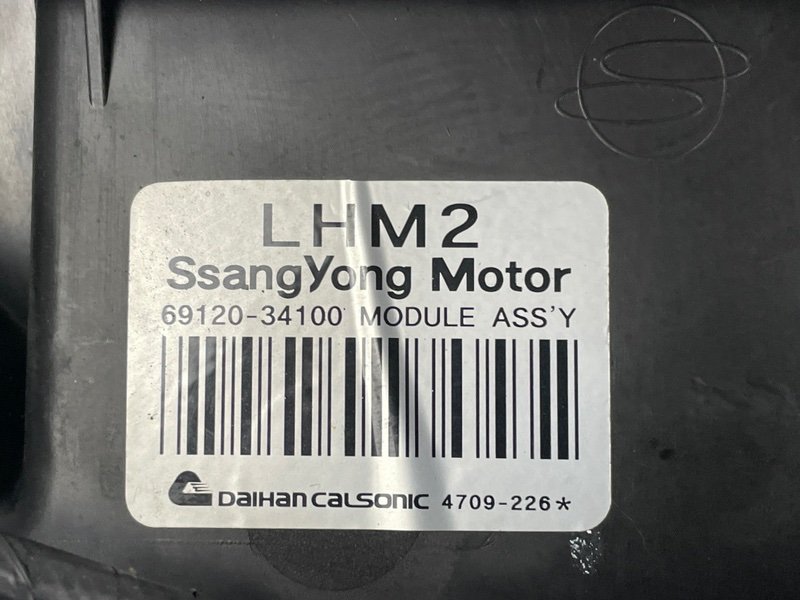 LHM2
SsangYong Motor
69120-34100 MODULE ASS'Y
DAIHAN CALSONIC 4709-226*